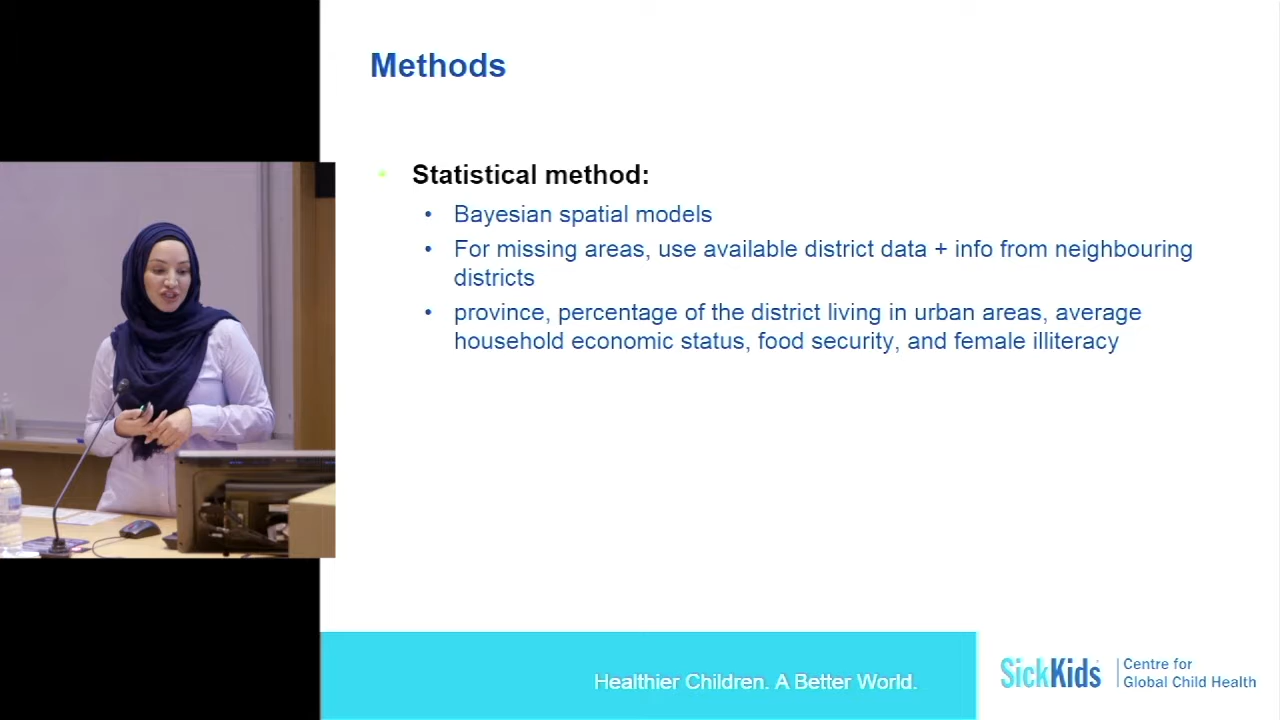 Methods
Statistical method:
Bayesian spatial models
For missing areas, use available district data + info from neighbouring
districts
province, percentage of the district living in urban areas, average
household economic status, food security, and female illiteracy
Healthier Children. A Better World.
SickKids
Centre for
Global Child Health